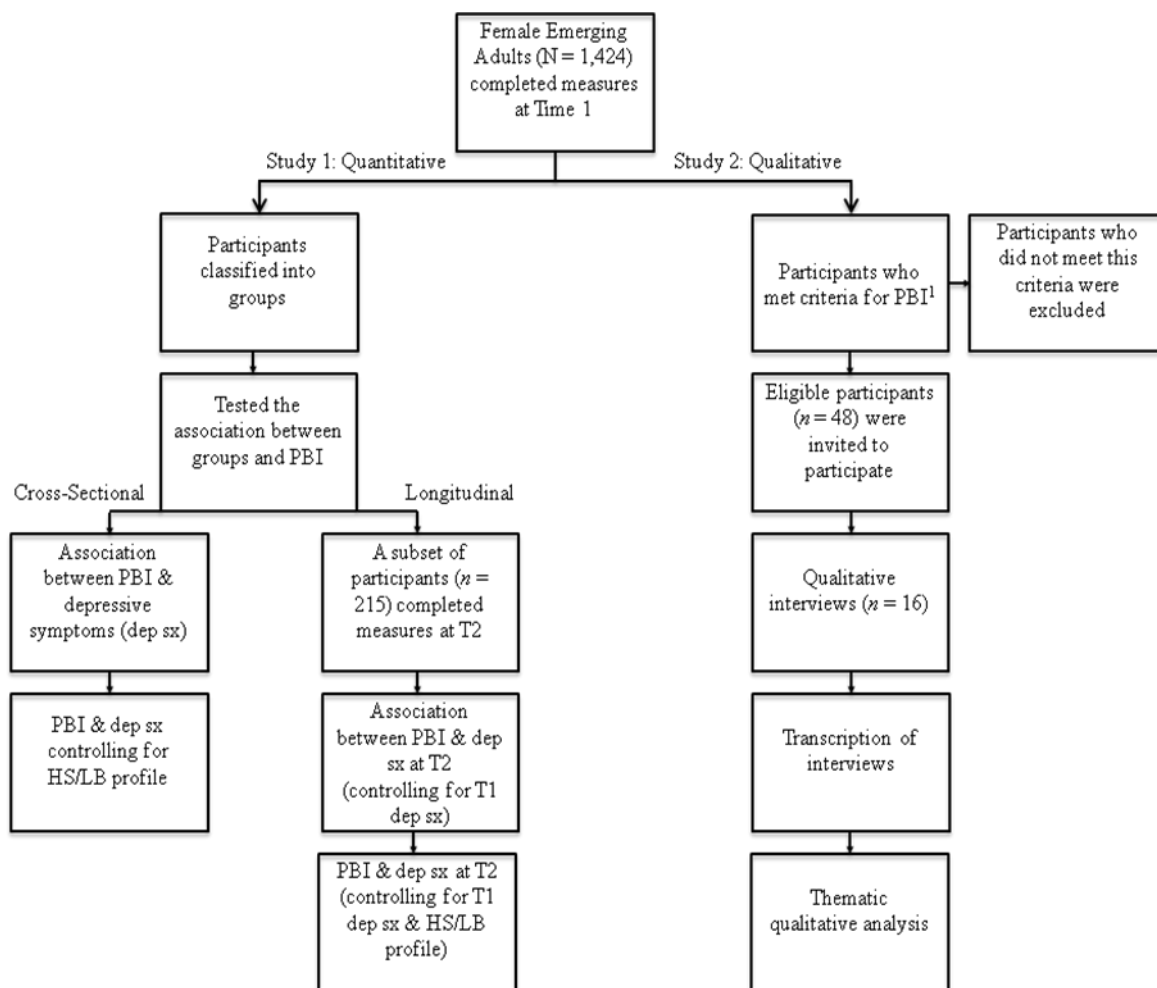 Female Emerging
Adults (N = 1,424)
completed measures
at Time 1
Study 1: Quantitative
Study 2: Qualitative
Participants
classified into
groups
Participants who
met criteria for PBI¹
Participants who
did not meet this
criteria were
excluded
Tested the
association between
groups and PBI
Eligible participants
(n = 48) were
invited to
participate
Cross-Sectional
Longitudinal
Association
between PBI &
depressive
symptoms (dep sx)
A subset of
participants (n =
215) completed
measures at T2
Qualitative
interviews (n = 16)
PBI & dep sx
controlling for
HS/LB profile
Association
between PBI & dep
sx at T2
(controlling for T1
dep sx)
Transcription of
interviews
PBI & dep sx at T2
(controlling for T1
dep sx & HS/LB
profile)
Thematic
qualitative analysis